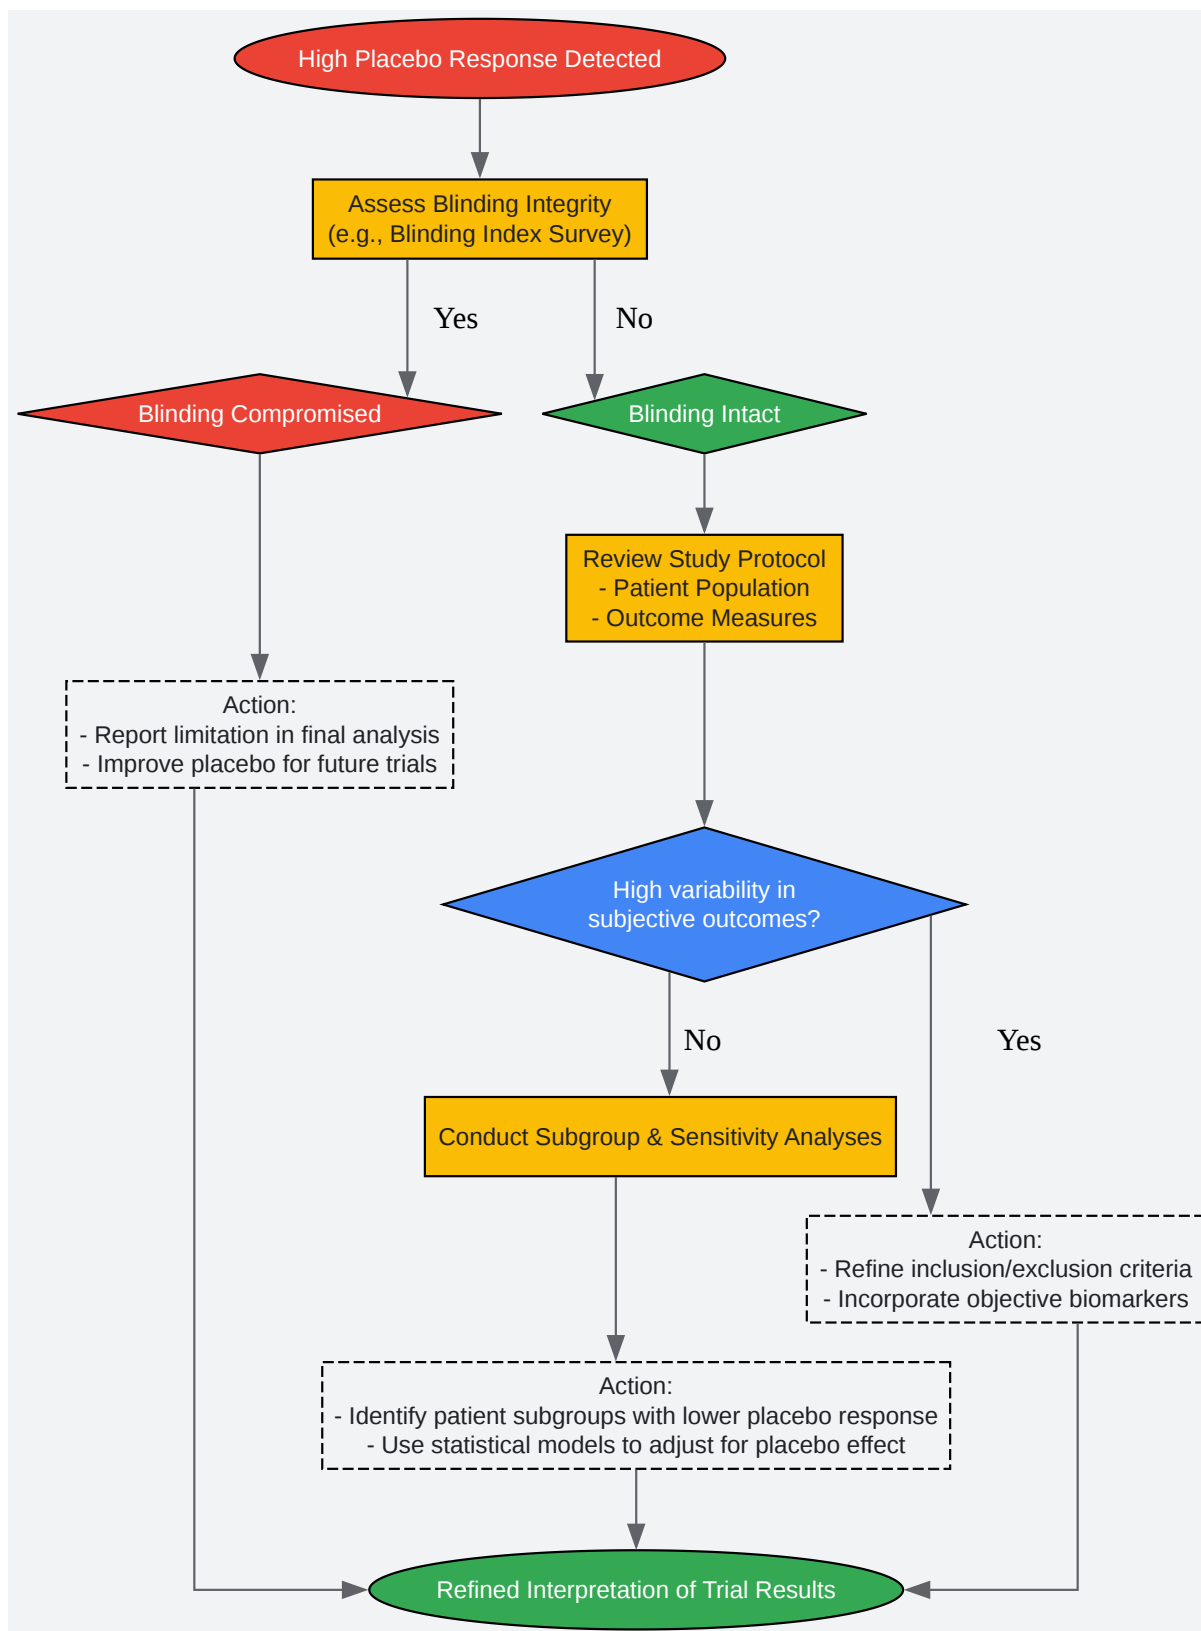 High Placebo Response Detected
Assess Blinding Integrity
(e.g., Blinding Index Survey)
Yes
No
Blinding Compromised
Blinding Intact
Review Study Protocol
- Patient Population
- Outcome Measures
Action:
- Report limitation in final analysis
- Improve placebo for future trials
High variability in
subjective outcomes?
No
Yes
Conduct Subgroup & Sensitivity Analyses
Action:
- Refine inclusion/exclusion criteria
- Incorporate objective biomarkers
Action:
- Identify patient subgroups with lower placebo response
- Use statistical models to adjust for placebo effect
Refined Interpretation of Trial Results